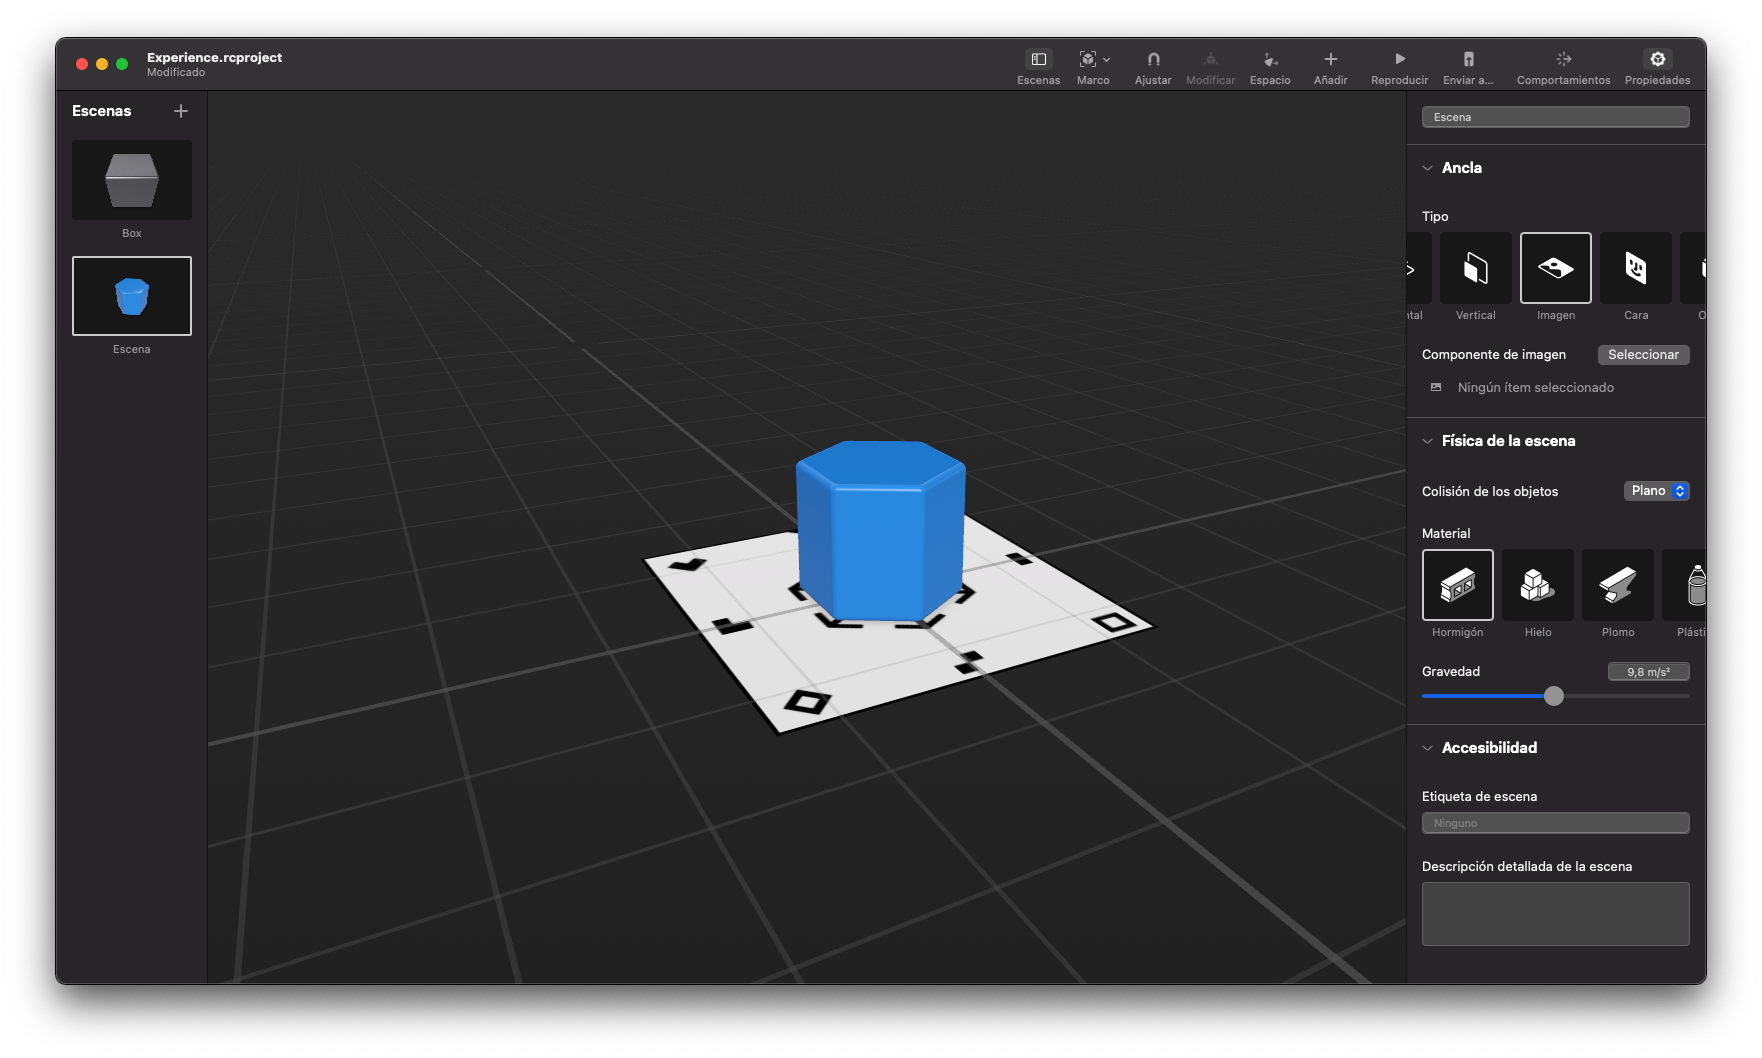 Experience.rcproject
Modificado
Escenas
Marco
Ajustar
Modificar
Espacio
Añadir
Reproducir
Enviar a...
Comportamientos
Propiedades
Escenas
Box
Escena
Escena
Ancla
Tipo
ntal
Vertical
Imagen
Cara
O
Componente de imagen
Seleccionar
Ningún ítem seleccionado
Física de la escena
Colisión de los objetos
Plano
Material
Hormigón
Hielo
Plomo
Plásti
Gravedad
9,8 m/s²
Accesibilidad
Etiqueta de escena
Ninguno
Descripción detallada de la escena